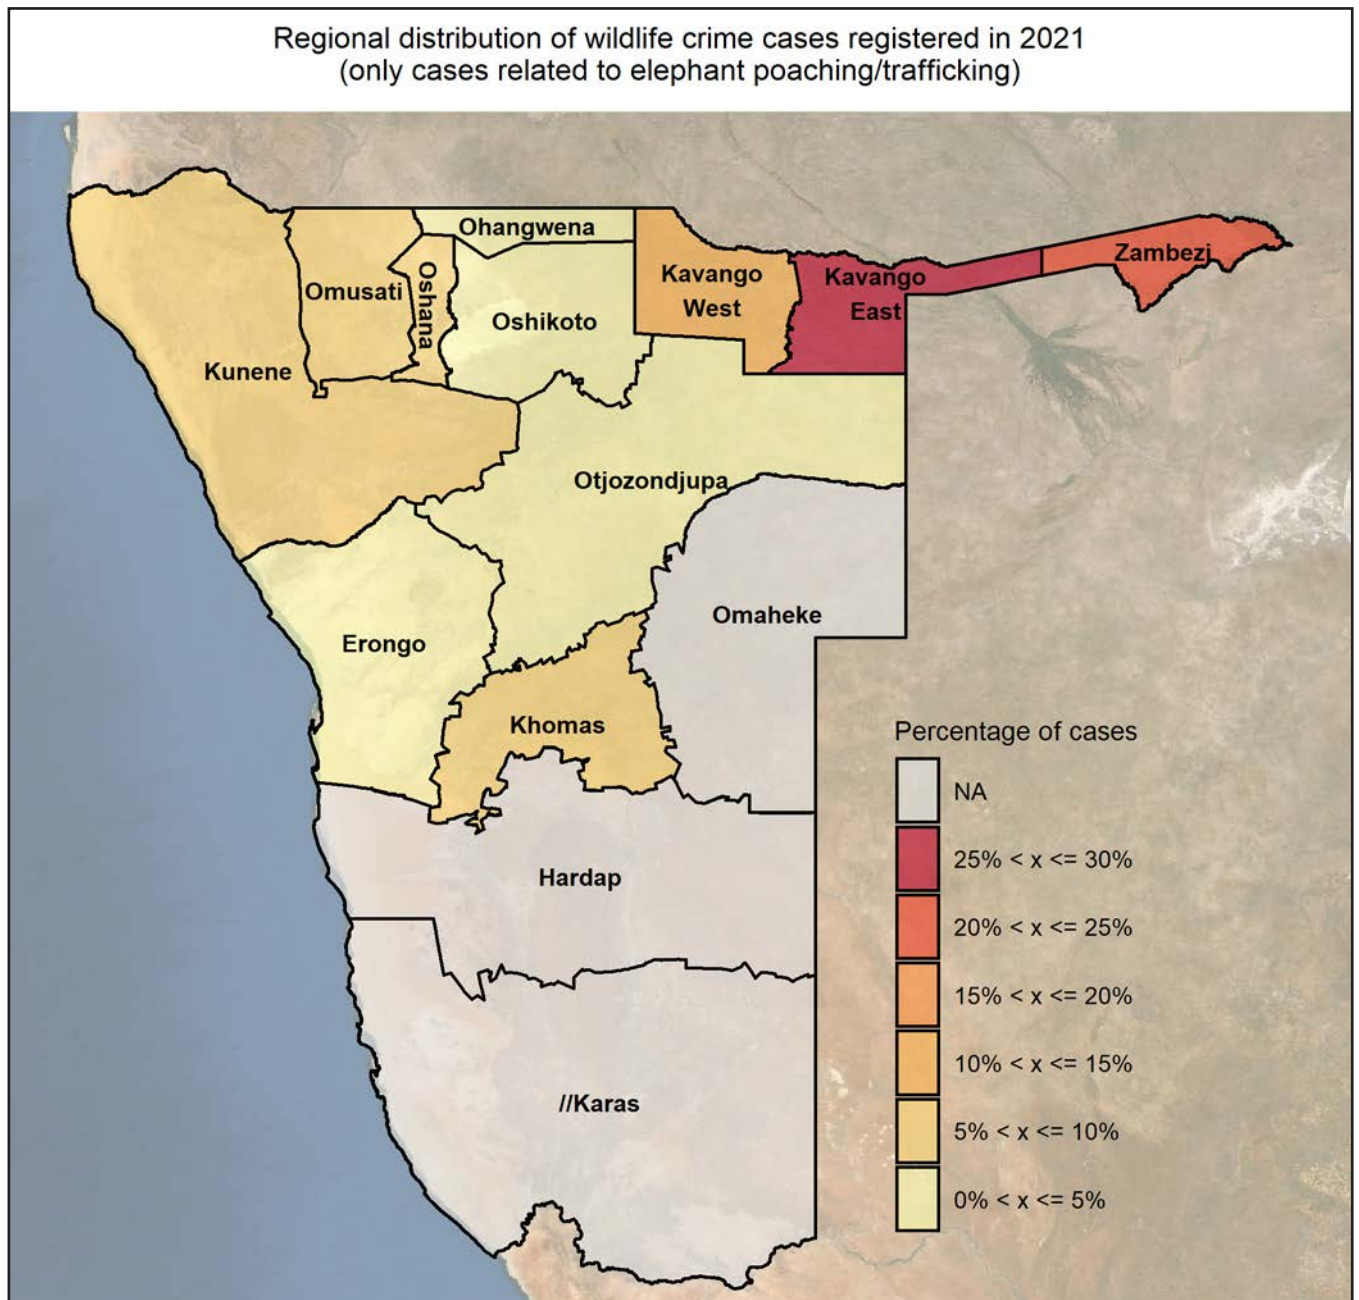 Regional distribution of wildlife crime cases registered in 2021
(only cases related to elephant poaching/trafficking)
Ohangwena
Zambezi
Kavango
West
Kavango
East
Omusati
Oshana
Oshikoto
Kunene
Otjozondjupa
Omaheke
Erongo
Khomas
Hardap
//Karas
Percentage of cases
NA
25% < x <= 30%
20% < x <= 25%
15% < x <= 20%
10% < x <= 15%
5% < x <= 10%
0% < x <= 5%